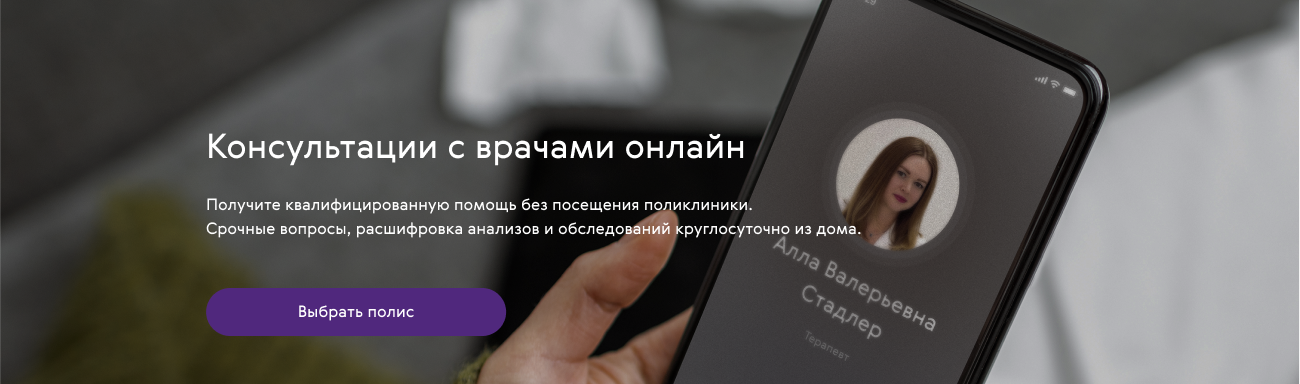 Консультации с врачами онлайн
Получите квалифицированную помощь без посещения поликлиники.
Срочные вопросы, расшифровка анализов и обследований круглосуточно из дома.
Выбрать полис
Алла Валерьевна
Стадлер
Терапевт